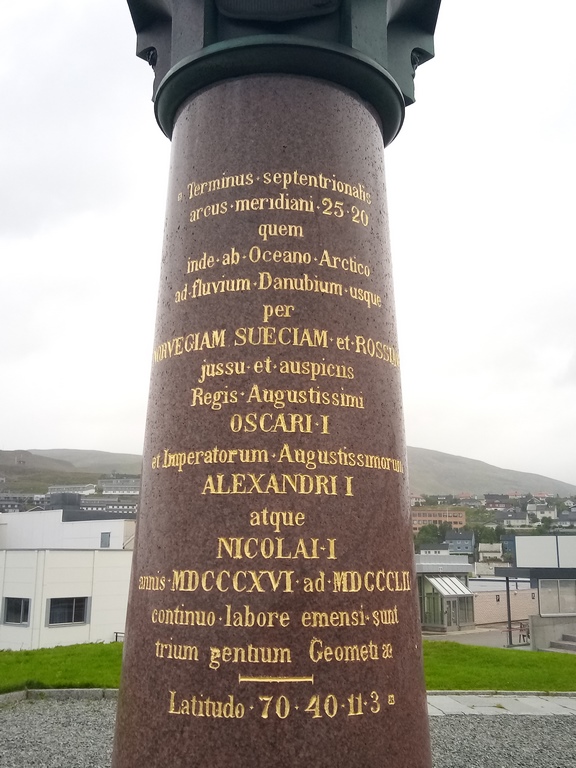 Terminus·septentrionalis
arcus·meridiani·25·20
quem
inde·ab·Oceano·Arctico
ad·fluvium·Danubium·usque
per
NORVEGIAM SUECIAM·et·ROSSIAM
jussu·et·auspiciis
Regis·Augustissimi
OSCARI·I
et·Imperatorum·Augustissimorum
ALEXANDRI I
atque
NICOLAI·I
annis·MDCCCXVI·ad·MDCCCLII
continuo·labore emensi·sunt
trium gentium Geometræ
Latitudo·70·40·11·3